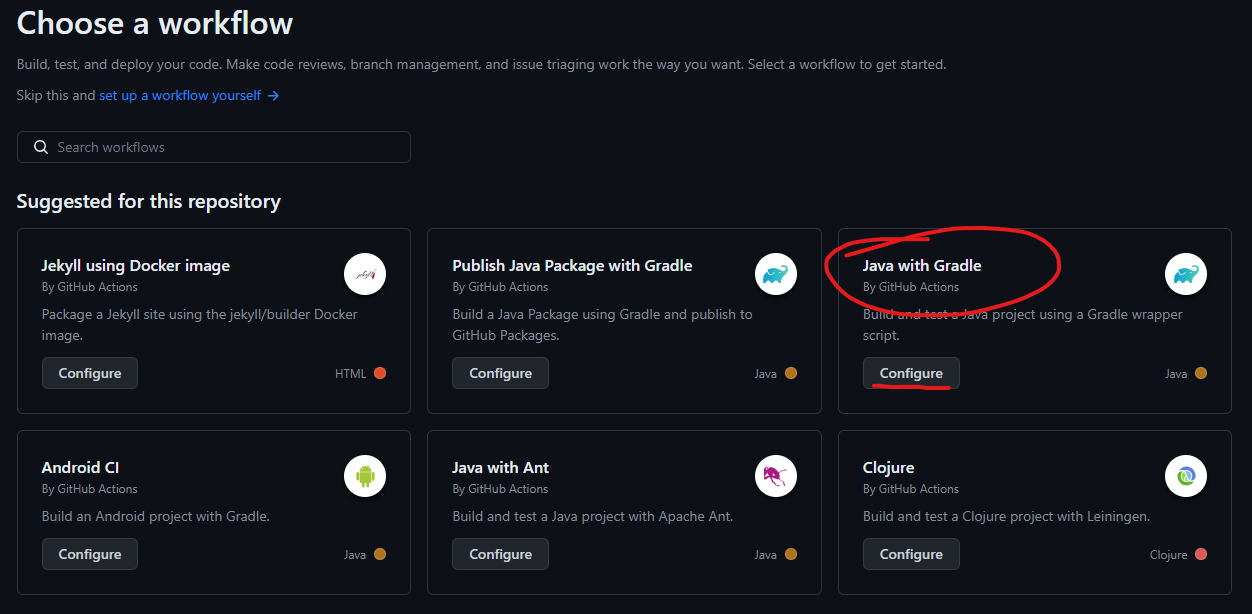 Choose a workflow
Build, test, and deploy your code. Make code reviews, branch management, and issue triaging work the way you want. Select a workflow to get started.
Skip this and set up a workflow yourself →
Search workflows
Suggested for this repository
Jekyll using Docker image
By GitHub Actions
Package a Jekyll site using the jekyll/builder Docker
image.
Configure
HTML
jekyll
Publish Java Package with Gradle
By GitHub Actions
Build a Java Package using Gradle and publish to
GitHub Packages.
Configure
Java
Java with Gradle
By GitHub Actions
Build and test a Java project using a Gradle wrapper
script.
Configure
Java
Android CI
By GitHub Actions
Build an Android project with Gradle.
Configure
Java
Java with Ant
By GitHub Actions
Build and test a Java project with Apache Ant.
Configure
Java
Clojure
By GitHub Actions
Build and test a Clojure project with Leiningen.
Configure
Clojure